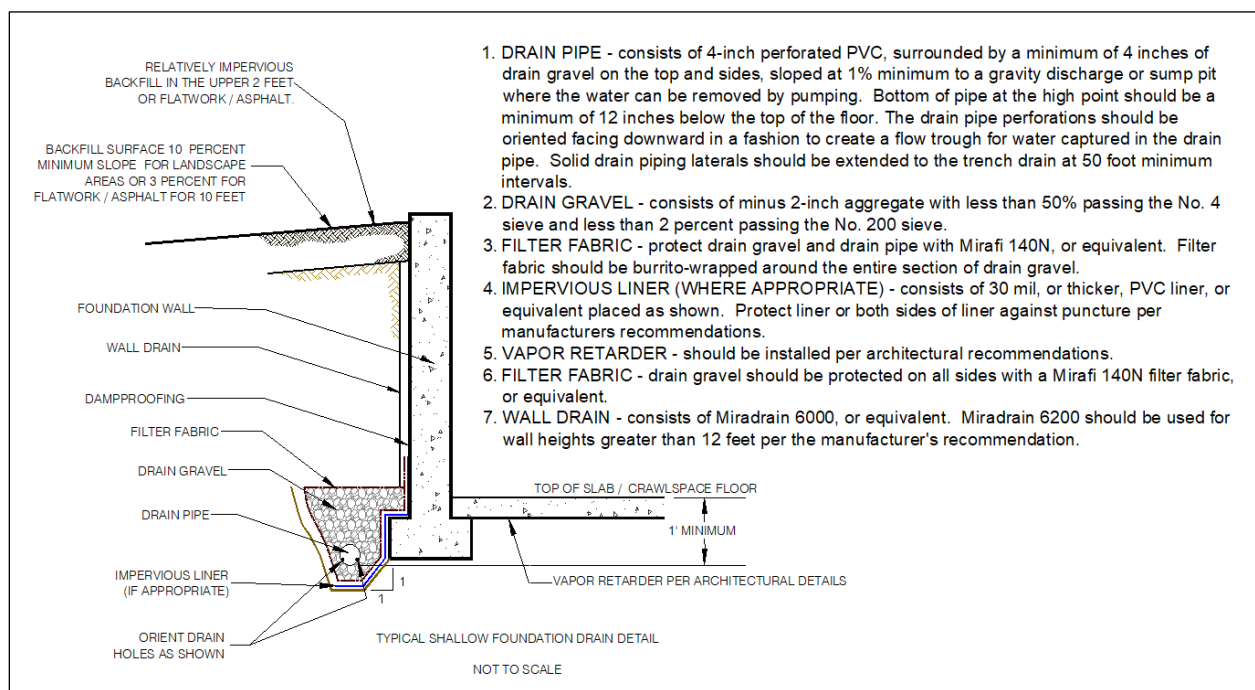 1. DRAIN PIPE - consists of 4-inch perforated PVC, surrounded by a minimum of 4 inches of
drain gravel on the top and sides, sloped at 1% minimum to a gravity discharge or sump pit
where the water can be removed by pumping. Bottom of pipe at the high point should be a
minimum of 12 inches below the top of the floor. The drain pipe perforations should be
oriented facing downward in a fashion to create a flow trough for water captured in the drain
pipe. Solid drain piping laterals should be extended to the trench drain at 50 foot minimum
intervals.
2. DRAIN GRAVEL - consists of minus 2-inch aggregate with less than 50% passing the No. 4
sieve and less than 2 percent passing the No. 200 sieve.
3. FILTER FABRIC - protect drain gravel and drain pipe with Mirafi 140N, or equivalent. Filter
fabric should be burrito-wrapped around the entire section of drain gravel.
4. IMPERVIOUS LINER (WHERE APPROPRIATE) - consists of 30 mil, or thicker, PVC liner, or
equivalent placed as shown. Protect liner or both sides of liner against puncture per
manufacturers recommendations.
5. VAPOR RETARDER - should be installed per architectural recommendations.
6. FILTER FABRIC - drain gravel should be protected on all sides with a Mirafi 140N filter fabric,
or equivalent.
7. WALL DRAIN - consists of Miradrain 6000, or equivalent. Miradrain 6200 should be used for
wall heights greater than 12 feet per the manufacturer's recommendation.
RELATIVELY IMPERVIOUS
BACKFILL IN THE UPPER 2 FEET
OR FLATWORK / ASPHALT.
BACKFILL SURFACE 10 PERCENT
MINIMUM SLOPE FOR LANDSCAPE
AREAS OR 3 PERCENT FOR
FLATWORK / ASPHALT FOR 10 FEET
FOUNDATION WALL
WALL DRAIN
DAMPPROOFING
FILTER FABRIC
DRAIN GRAVEL
DRAIN PIPE
IMPERVIOUS LINER
(IF APPROPRIATE)
ORIENT DRAIN
HOLES AS SHOWN
1
1
TOP OF SLAB / CRAWLSPACE FLOOR
1' MINIMUM
VAPOR RETARDER PER ARCHITECTURAL DETAILS
TYPICAL SHALLOW FOUNDATION DRAIN DETAIL
NOT TO SCALE